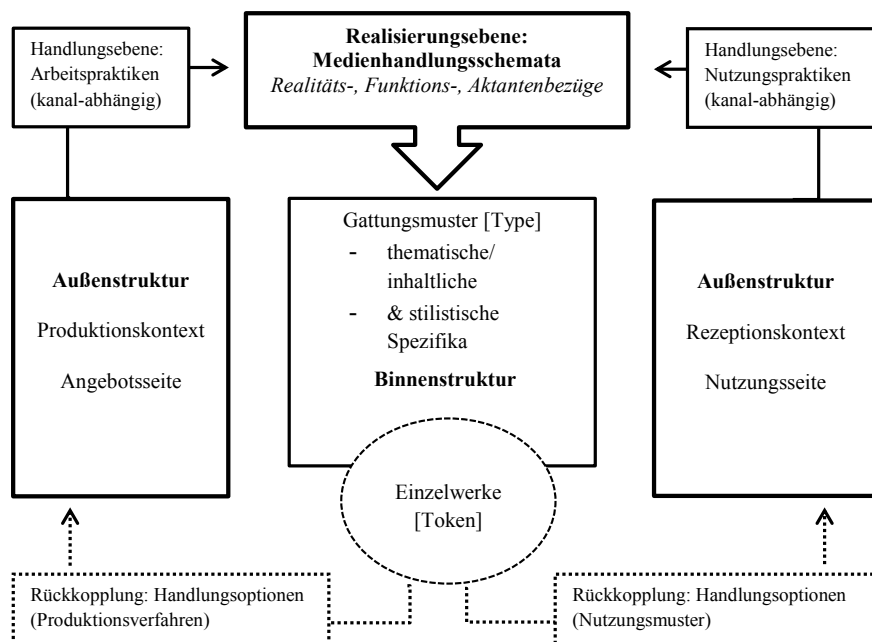 Handlungsebene:
Arbeitspraktiken
(kanal-abhängig)
Realisierungsebene:
Medienhandlungsschemata
Realitäts-, Funktions-, Aktantenbezüge
Handlungsebene:
Nutzungspraktiken
(kanal-abhängig)
Außenstruktur
Produktionskontext
Angebotsseite
Gattungsmuster [Type]
- thematische/
inhaltliche
- & stilistische
Spezifika
Binnenstruktur
Außenstruktur
Rezeptionskontext
Nutzungsseite
Einzelwerke
[Token]
Rückkopplung: Handlungsoptionen
(Produktionsverfahren)
Rückkopplung: Handlungsoptionen
(Nutzungsmuster)